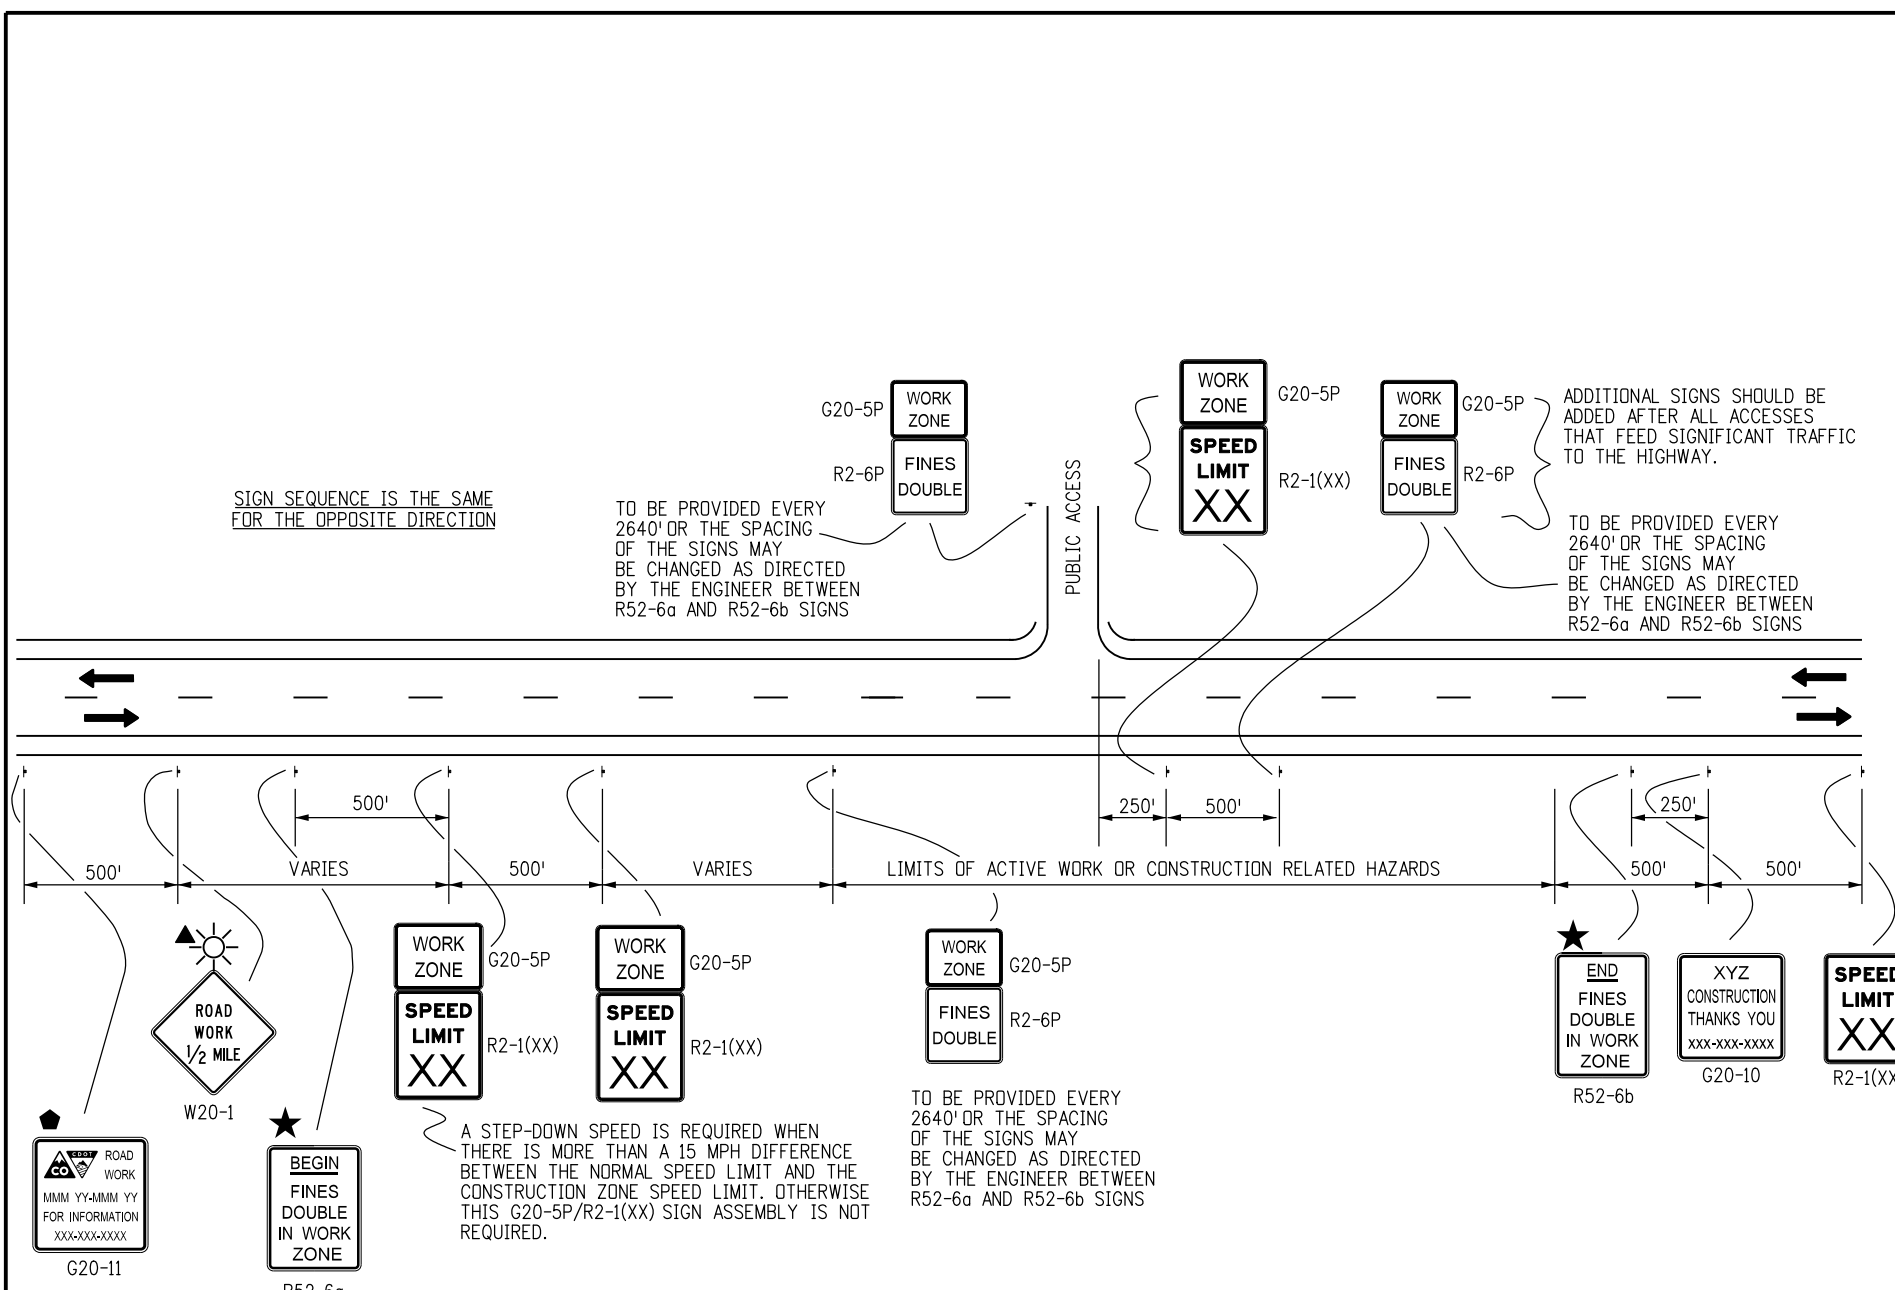 WORK
ZONE
G20-5P
FINES
DOUBLE
R2-6P
TO BE PROVIDED EVERY
2640' OR THE SPACING
OF THE SIGNS MAY
BE CHANGED AS DIRECTED
BY THE ENGINEER BETWEEN
R52-6a AND R52-6b SIGNS
SIGN SEQUENCE IS THE SAME
FOR THE OPPOSITE DIRECTION
PUBLIC ACCESS
WORK
ZONE
G20-5P
SPEED
LIMIT
XX
R2-1(XX)
WORK
ZONE
G20-5P
FINES
DOUBLE
R2-6P
ADDITIONAL SIGNS SHOULD BE
ADDED AFTER ALL ACCESSES
THAT FEED SIGNIFICANT TRAFFIC
TO THE HIGHWAY.
TO BE PROVIDED EVERY
2640' OR THE SPACING
OF THE SIGNS MAY
BE CHANGED AS DIRECTED
BY THE ENGINEER BETWEEN
R52-6a AND R52-6b SIGNS
500'
250'
500'
250'
500'
VARIES
500'
VARIES
LIMITS OF ACTIVE WORK OR CONSTRUCTION RELATED HAZARDS
500'
500'
CO
CDOT
ROAD
WORK
MMM YY-MMM YY
FOR INFORMATION
XXX-XXX-XXXX
G20-11
ROAD
WORK
1/2 MILE
W20-1
BEGIN
FINES
DOUBLE
IN WORK
ZONE
R52-6a
WORK
ZONE
G20-5P
SPEED
LIMIT
XX
R2-1(XX)
A STEP-DOWN SPEED IS REQUIRED WHEN
THERE IS MORE THAN A 15 MPH DIFFERENCE
BETWEEN THE NORMAL SPEED LIMIT AND THE
CONSTRUCTION ZONE SPEED LIMIT. OTHERWISE
THIS G20-5P/R2-1(XX) SIGN ASSEMBLY IS NOT
REQUIRED.
WORK
ZONE
G20-5P
SPEED
LIMIT
XX
R2-1(XX)
WORK
ZONE
G20-5P
FINES
DOUBLE
R2-6P
TO BE PROVIDED EVERY
2640' OR THE SPACING
OF THE SIGNS MAY
BE CHANGED AS DIRECTED
BY THE ENGINEER BETWEEN
R52-6a AND R52-6b SIGNS
END
FINES
DOUBLE
IN WORK
ZONE
R52-6b
XYZ
CONSTRUCTION
THANKS YOU
XXX-XXX-XXXX
G20-10
SPEED
LIMIT
XX
R2-1(XX